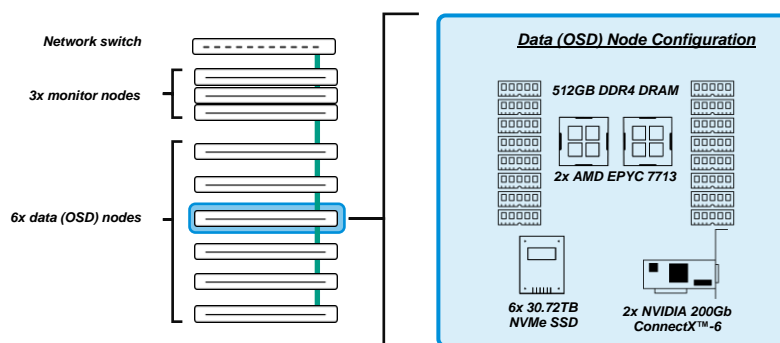 Network switch
3x monitor nodes
6x data (OSD) nodes
Data (OSD) Node Configuration
512GB DDR4 DRAM
2x AMD EPYC 7713
6x 30.72TB
NVMe SSD
2x NVIDIA 200Gb
ConnectX™-6